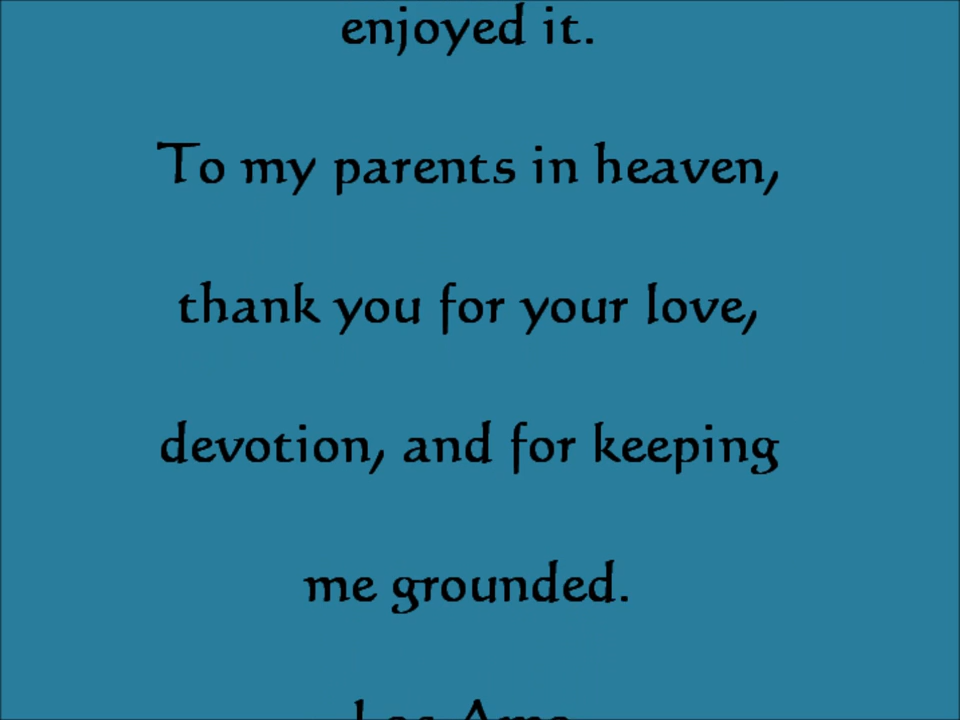 enjoyed it.
To my parents in heaven,
thank you for your love,
devotion, and for keeping
me grounded.